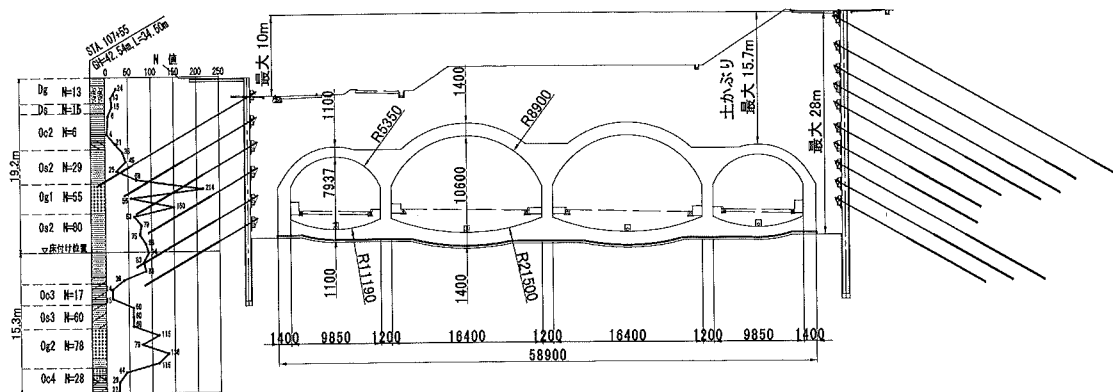 STA. 107+55
GH=42.54m, L=34.50m
N 値
0 50 100 150 200 250
Dg N=13
Ds N=15
Oc2 N=6
Os2 N=29
Og1 N=55
Os2 N=80
▽床付け位置
Oc3 N=17
Os3 N=60
Og2 N=78
Oc4 N=28
19.2m
15.3m
最大 10m
1100
1400
R5350
R8900
土かぶり
最大 15.7m
最大 28m
7937
10600
R11160
R21500
1100
1400
1400 9850 1200 16400 1200 16400 1200 9850 1400
58900